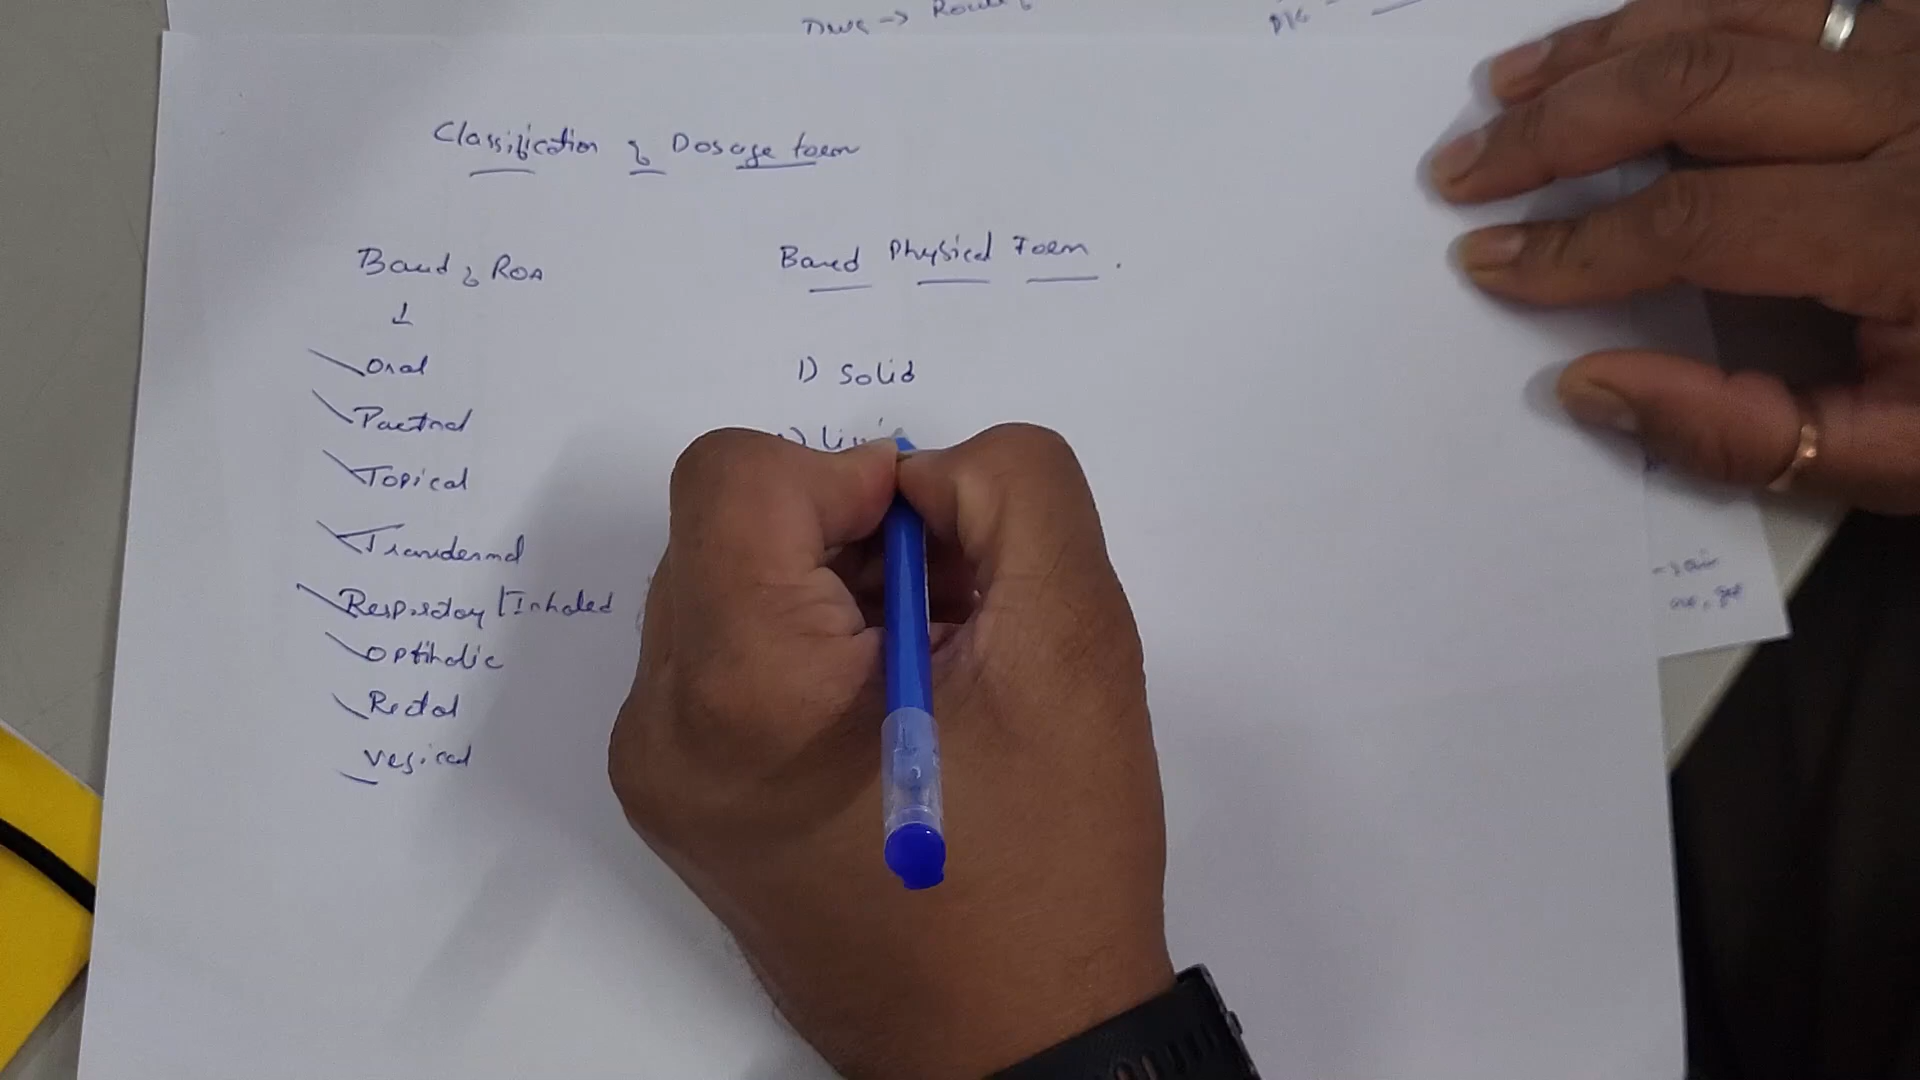 Classification of Dosage form
Based of ROA
Oral
Parentral
Topical
Transdermal
Respiratory | Inhaled
Opthalic
Rectal
Vesical
Based Physical Form.
1) Solid